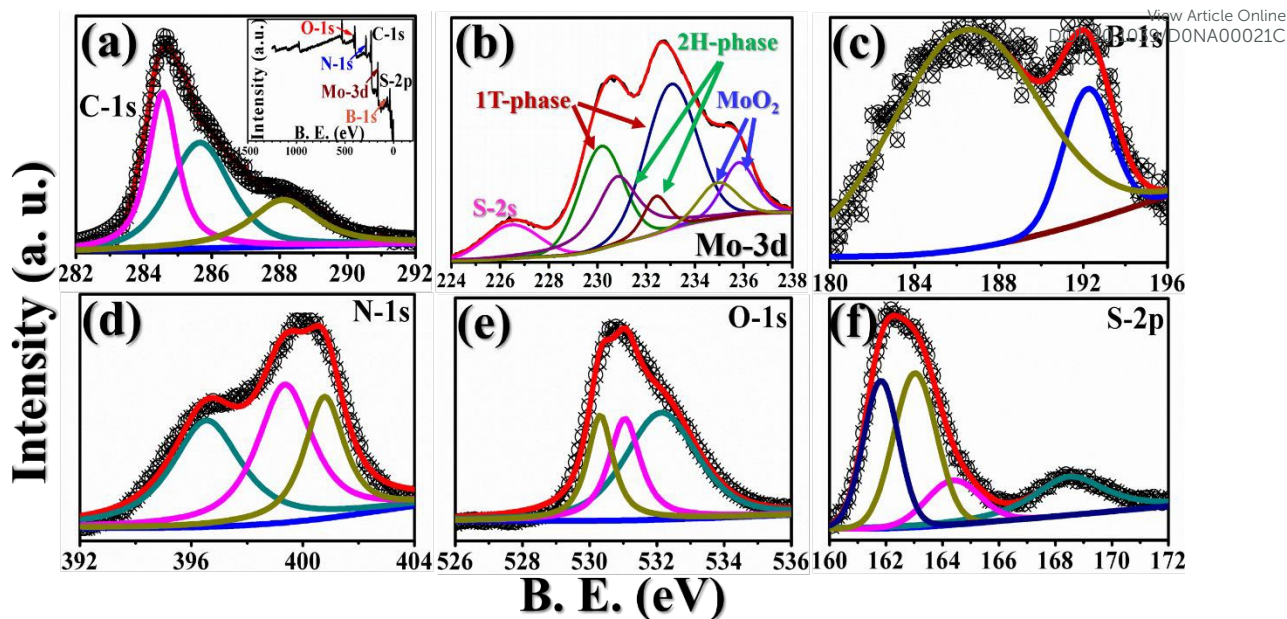 View Article Online
D0NA00021C
Intensity (a. u.)
(a)
C-1s
282 284 286 288 290 292
Intensity (a.u.)
O-1s
N-1s
C-1s
S-2p
Mo-3d
B-1s
1000 500 0
B. E. (eV)
(b)
1T-phase
2H-phase
MoO2
S-2s
Mo-3d
224 226 228 230 232 234 236 238
(c)
B-1s
180 184 188 192 196
(d)
N-1s
392 396 400 404
(e)
O-1s
526 528 530 532 534 536
(f)
S-2p
160 162 164 166 168 170 172
B. E. (eV)